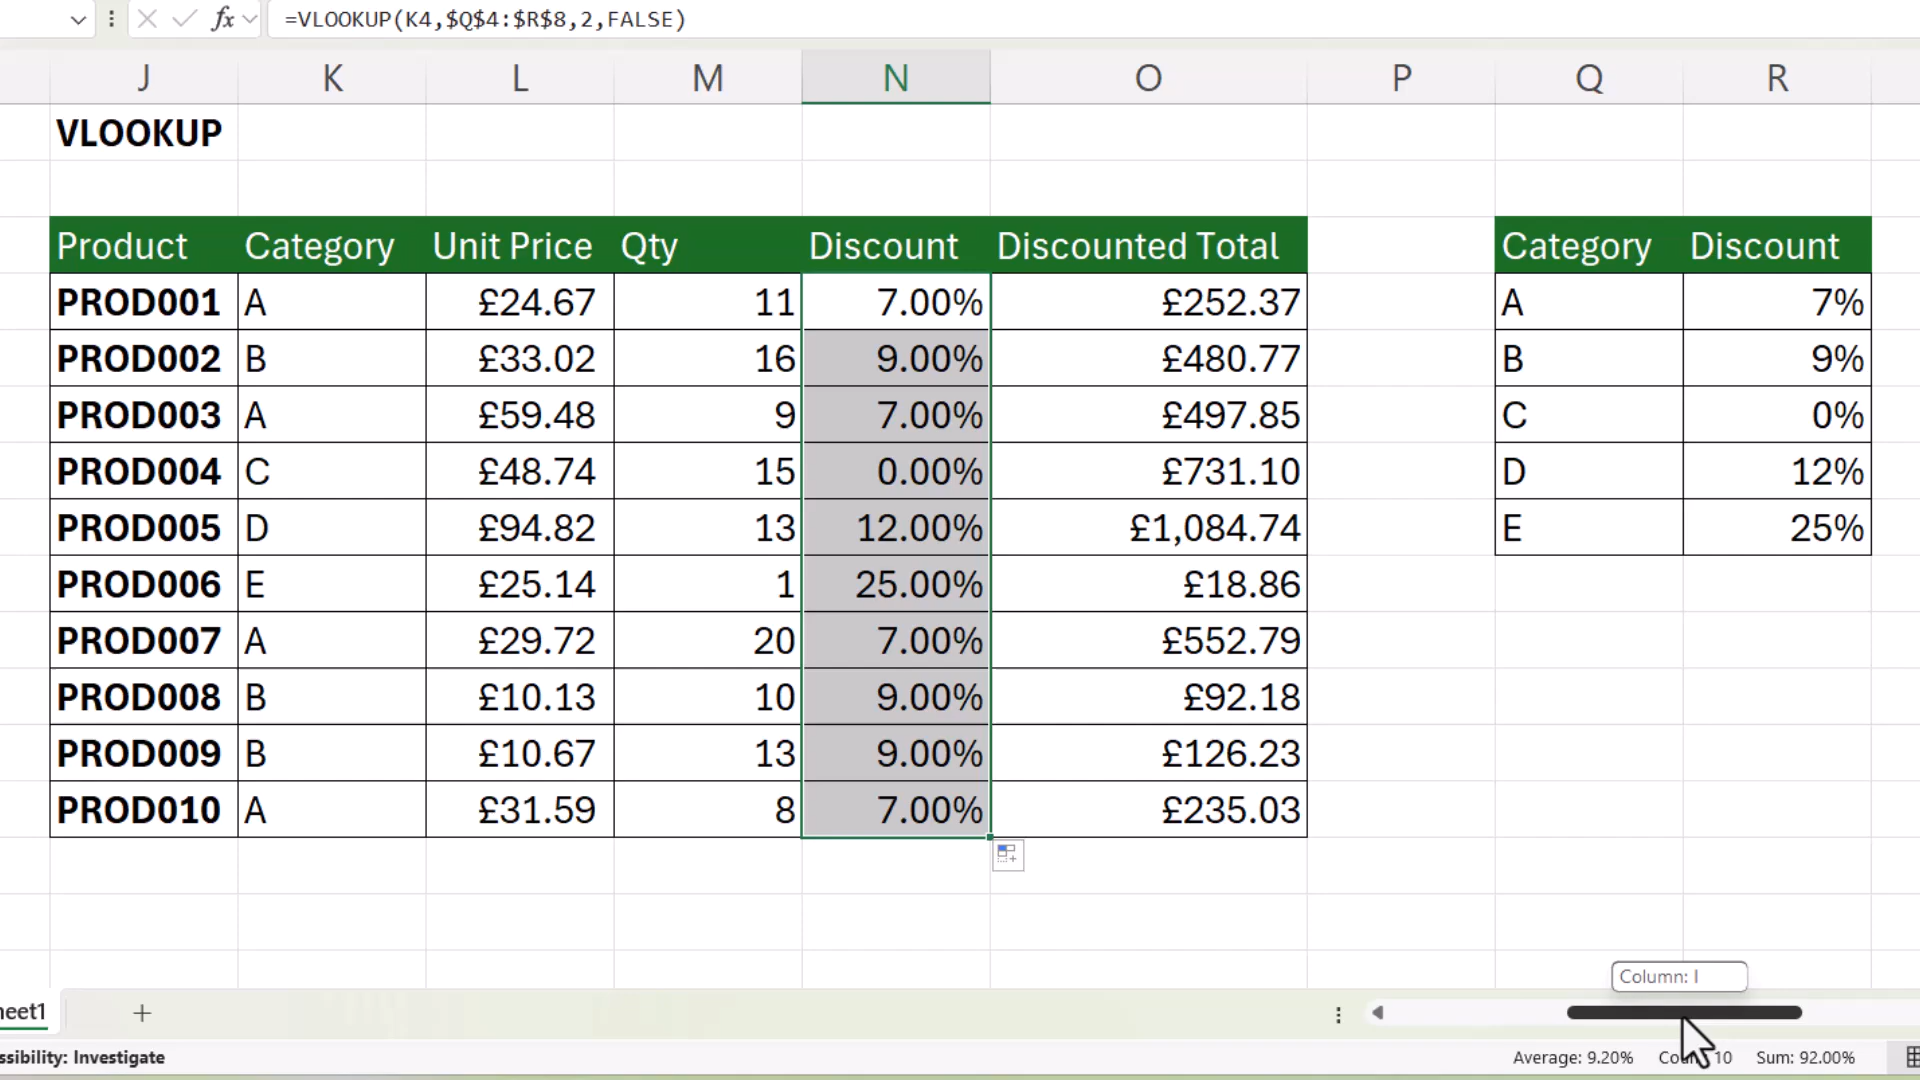 fx =VLOOKUP(K4,$Q$4:$R$8,2,FALSE)
J K L M N O P Q R
VLOOKUP
Product Category Unit Price Qty Discount Discounted Total Category Discount
PROD001 A £24.67 11 7.00% £252.37 A 7%
PROD002 B £33.02 16 9.00% £480.77 B 9%
PROD003 A £59.48 9 7.00% £497.85 C 0%
PROD004 C £48.74 15 0.00% £731.10 D 12%
PROD005 D £94.82 13 12.00% £1,084.74 E 25%
PROD006 E £25.14 1 25.00% £18.86
PROD007 A £29.72 20 7.00% £552.79
PROD008 B £10.13 10 9.00% £92.18
PROD009 B £10.67 13 9.00% £126.23
PROD010 A £31.59 8 7.00% £235.03
Column: I
heet1
ssibility: Investigate Average: 9.20% 10 Sum: 92.00%